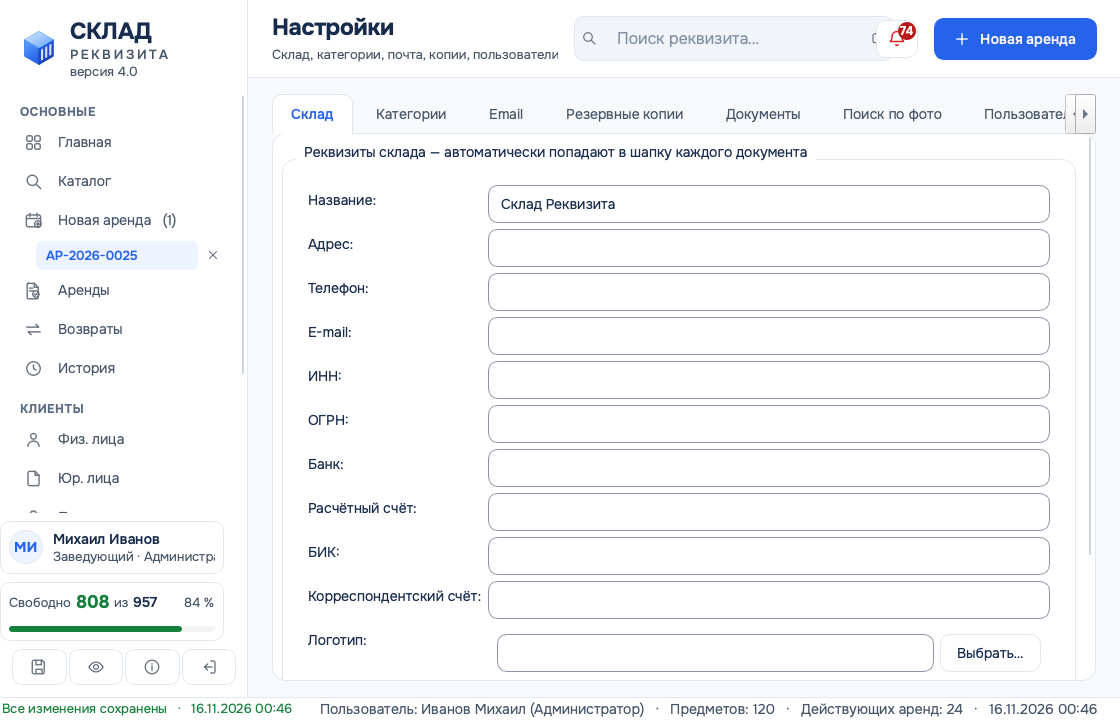 СКЛАД
РЕКВИЗИТА
версия 4.0
ОСНОВНЫЕ
Главная
Каталог
Новая аренда (1)
АР-2026-0025
Аренды
Возвраты
История
КЛИЕНТЫ
Физ. лица
Юр. лица
МИ
Михаил Иванов
Заведующий · Администра
Свободно 808 из 957 84 %
Настройки
Склад, категории, почта, копии, пользователи
Поиск реквизита...
74
Новая аренда
Склад
Категории
Email
Резервные копии
Документы
Поиск по фото
Пользовател
Реквизиты склада — автоматически попадают в шапку каждого документа
Название:
Склад Реквизита
Адрес:
Телефон:
E-mail:
ИНН:
ОГРН:
Банк:
Расчётный счёт:
БИК:
Корреспондентский счёт:
Логотип:
Выбрать...
Все изменения сохранены · 16.11.2026 00:46
Пользователь: Иванов Михаил (Администратор) · Предметов: 120 · Действующих аренд: 24 · 16.11.2026 00:46